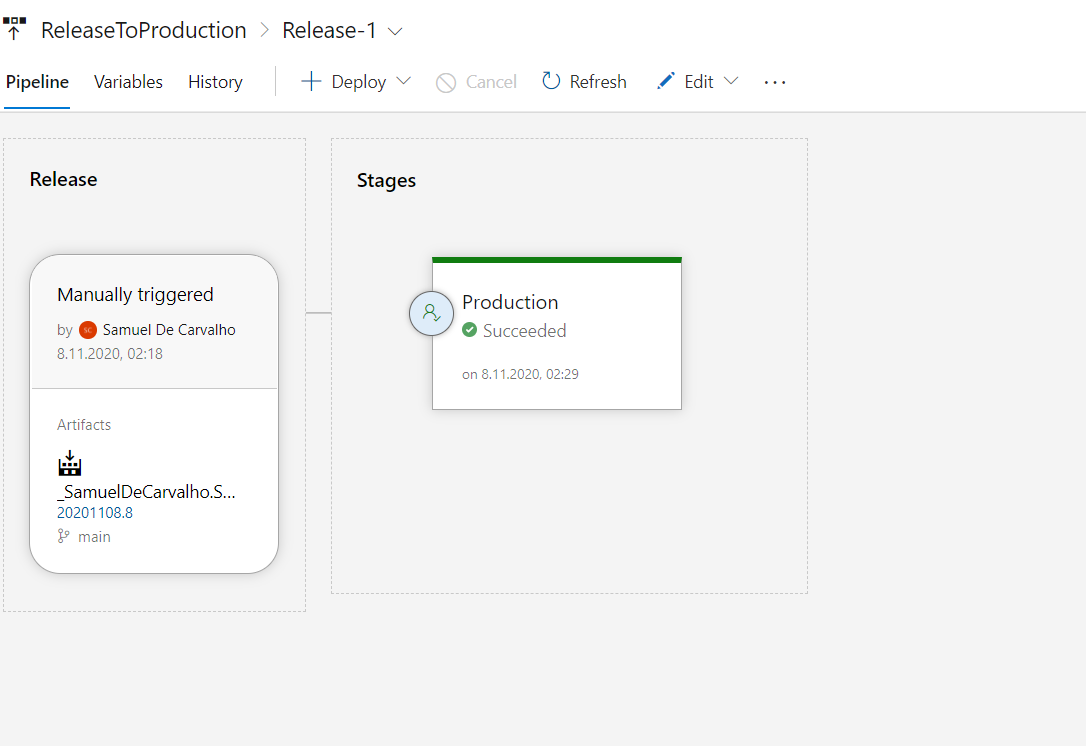 ReleaseToProduction > Release-1
Pipeline Variables History Deploy Cancel Refresh Edit ...
Release
Manually triggered
by SC Samuel De Carvalho
8.11.2020, 02:18
Artifacts
_SamuelDeCarvalho.S...
20201108.8
main
Stages
Production
Succeeded
on 8.11.2020, 02:29